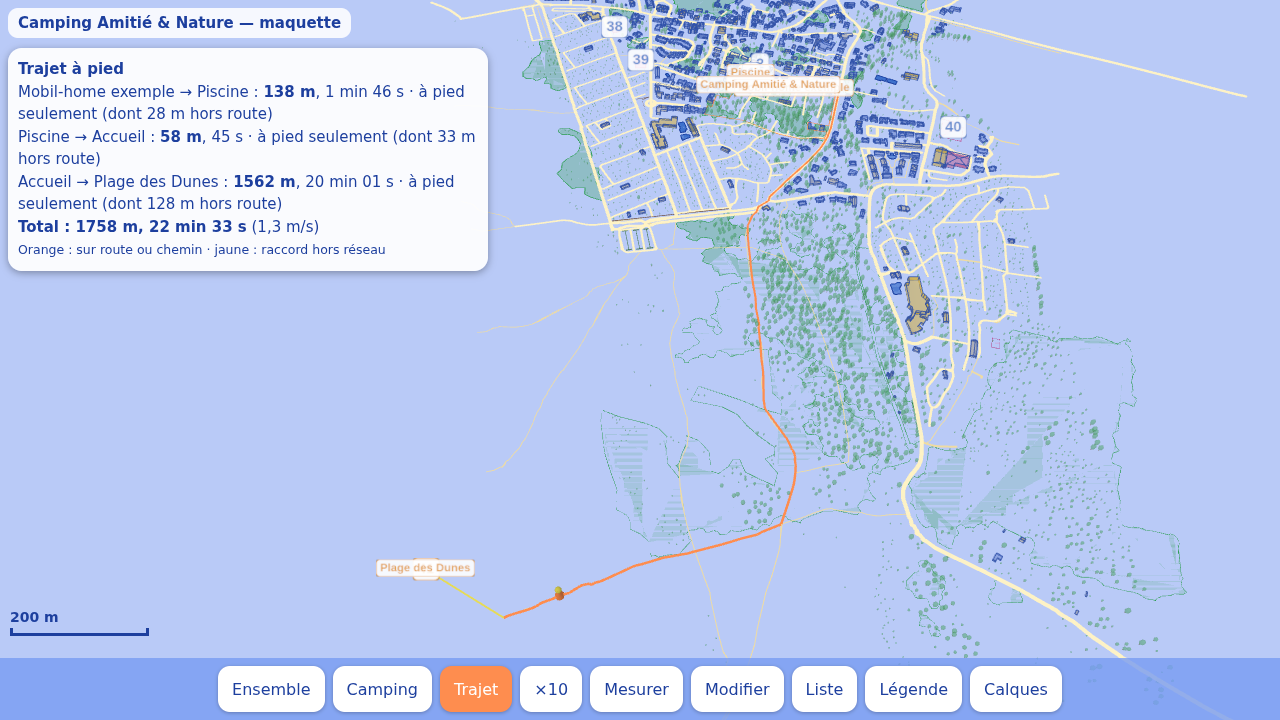 Camping Amitié & Nature — maquette
Trajet à pied
Mobil-home exemple → Piscine : 138 m, 1 min 46 s · à pied
seulement (dont 28 m hors route)
Piscine → Accueil : 58 m, 45 s · à pied seulement (dont 33 m
hors route)
Accueil → Plage des Dunes : 1562 m, 20 min 01 s · à pied
seulement (dont 128 m hors route)
Total : 1758 m, 22 min 33 s (1,3 m/s)
Orange : sur route ou chemin · jaune : raccord hors réseau
38
39
Piscine
Camping Amitié & Nature
40
Plage des Dunes
200 m
Ensemble
Camping
Trajet
×10
Mesurer
Modifier
Liste
Légende
Calques